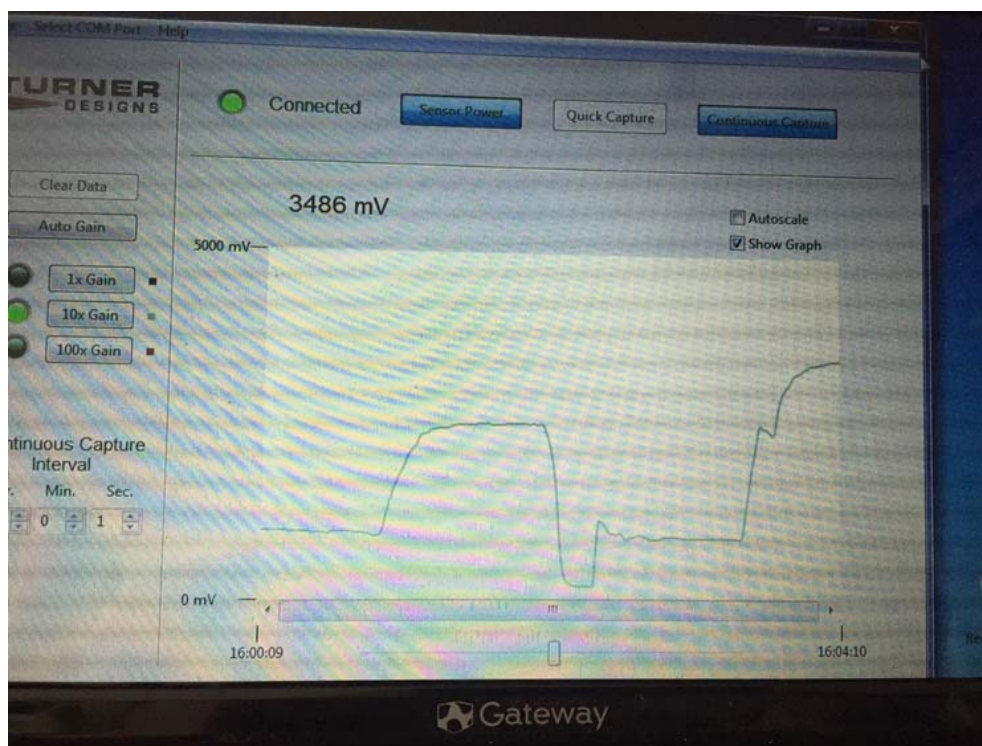 Select COM Port Help
TURNER
DESIGNS
Connected
Sensor Power
Quick Capture
Continuous Capture
Clear Data
Auto Gain
3486 mV
Autoscale
Show Graph
5000 mV
1x Gain
10x Gain
100x Gain
ntinuous Capture
Interval
Min. Sec.
0 1
0 mV
16:00:09
16:04:10
Gateway